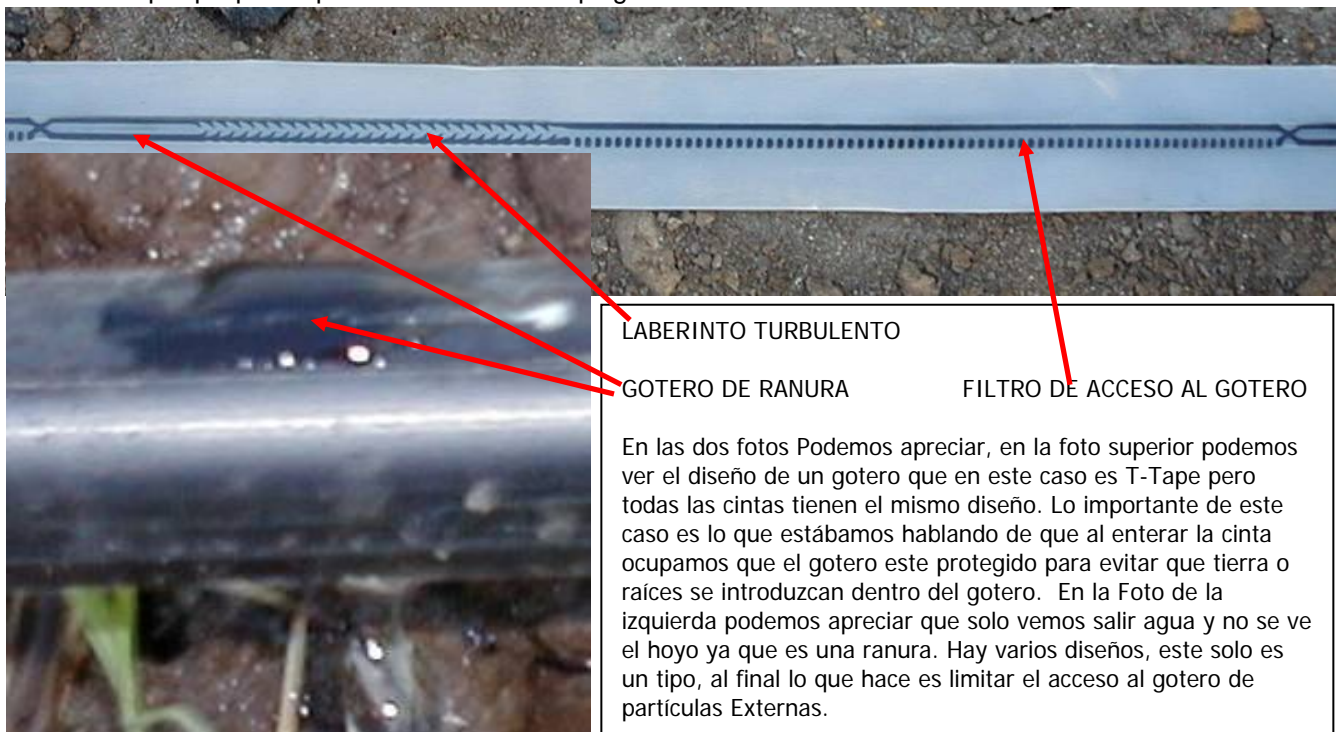 LABERINTO TURBULENTO
GOTERO DE RANURA FILTRO DE ACCESO AL GOTERO
En las dos fotos Podemos apreciar, en la foto superior podemos
ver el diseño de un gotero que en este caso es T-Tape pero
todas las cintas tienen el mismo diseño. Lo importante de este
caso es lo que estábamos hablando de que al enterar la cinta
ocupamos que el gotero este protegido para evitar que tierra o
raíces se introduzcan dentro del gotero. En la Foto de la
izquierda podemos apreciar que solo vemos salir agua y no se ve
el hoyo ya que es una ranura. Hay varios diseños, este solo es
un tipo, al final lo que hace es limitar el acceso al gotero de
partículas Externas.